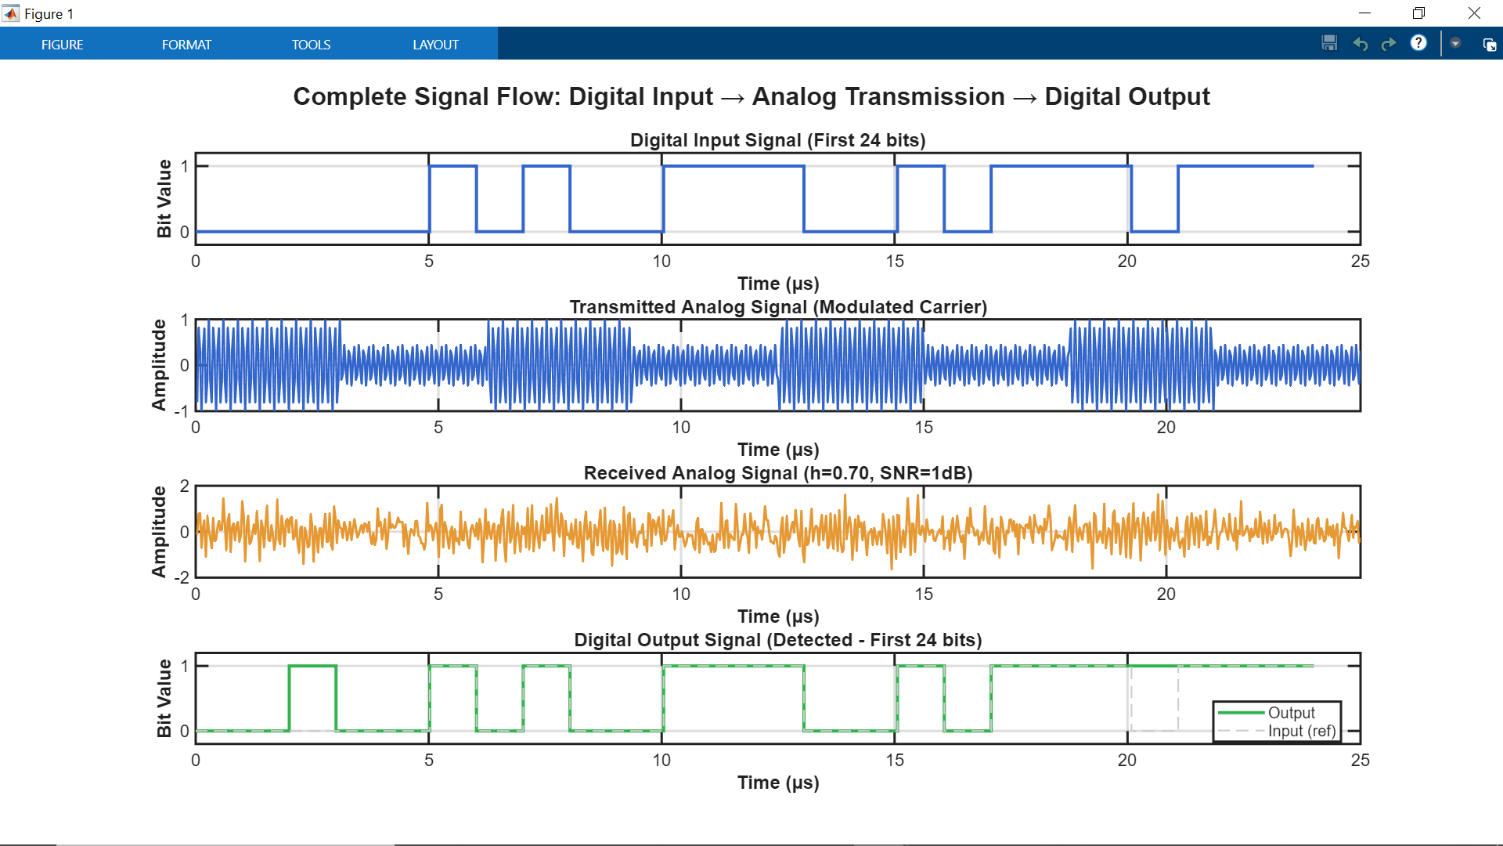 Figure 1
FIGURE FORMAT TOOLS LAYOUT
Complete Signal Flow: Digital Input → Analog Transmission → Digital Output
Digital Input Signal (First 24 bits)
Bit Value
1
0
0 5 10 15 20 25
Time (μs)
Transmitted Analog Signal (Modulated Carrier)
Amplitude
1
0
-1
0 5 10 15 20
Time (μs)
Received Analog Signal (h=0.70, SNR=1dB)
Amplitude
2
0
-2
0 5 10 15 20
Time (μs)
Digital Output Signal (Detected - First 24 bits)
Bit Value
1
0
Output
Input (ref)
0 5 10 15 20 25
Time (μs)